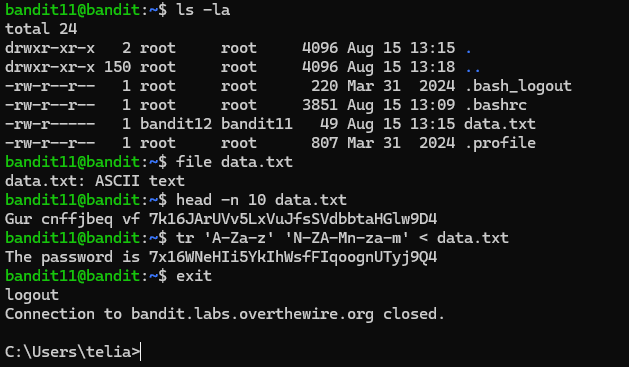 bandit11@bandit:~$ ls -la
total 24
drwxr-xr-x   2 root     root     4096 Aug 15 13:15 .
drwxr-xr-x 150 root     root     4096 Aug 15 13:18 ..
-rw-r--r--   1 root     root      220 Mar 31  2024 .bash_logout
-rw-r--r--   1 root     root     3851 Aug 15 13:09 .bashrc
-rw-r-----   1 bandit12 bandit11   49 Aug 15 13:15 data.txt
-rw-r--r--   1 root     root      807 Mar 31  2024 .profile
bandit11@bandit:~$ file data.txt
data.txt: ASCII text
bandit11@bandit:~$ head -n 10 data.txt
Gur cnffjbeq vf 7k16JArUVv5LxVuJfsSVdbbtaHGlw9D4
bandit11@bandit:~$ tr 'A-Za-z' 'N-ZA-Mn-za-m' < data.txt
The password is 7x16WNeHIi5YkIhWsfFIqoognUTyj9Q4
bandit11@bandit:~$ exit
logout
Connection to bandit.labs.overthewire.org closed.
C:\Users\telia>